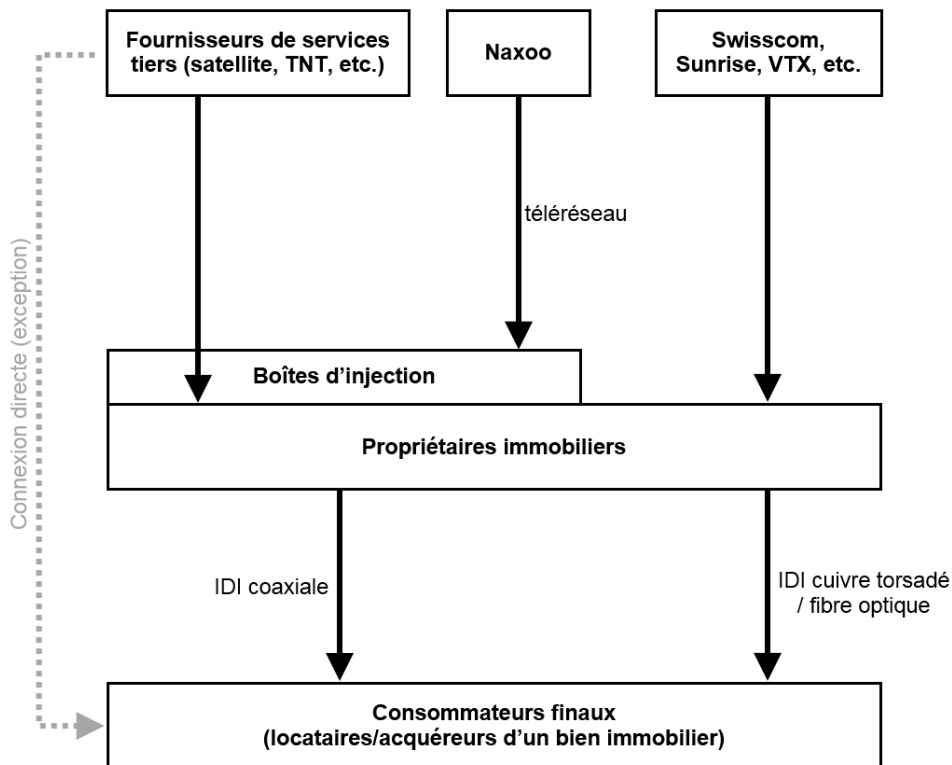 Fournisseurs de services
tiers (satellite, TNT, etc.)
Naxoo
Swisscom,
Sunrise, VTX, etc.
téléréseau
Connexion directe (exception)
Boîtes d’injection
Propriétaires immobiliers
IDI coaxiale
IDI cuivre torsadé
/ fibre optique
Consommateurs finaux
(locataires/acquéreurs d’un bien immobilier)